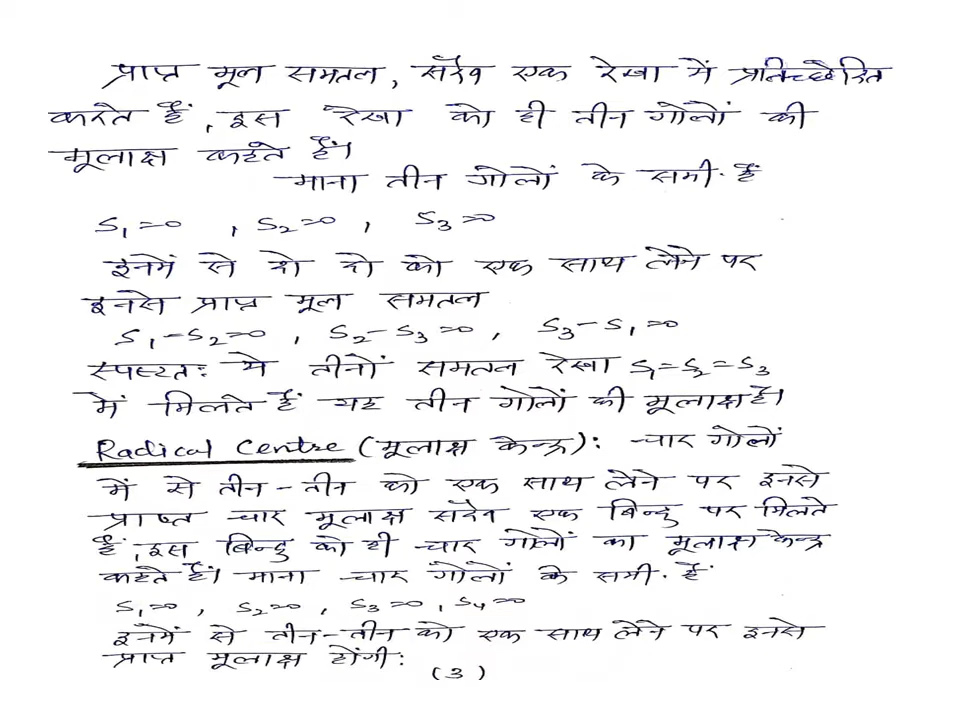 प्राप्त मूल समतल, सदैव एक रेखा में प्रतिच्छेदित
करते हैं, इस रेखा को ही तीन गोलों की
मूलाक्ष कहते हैं।
माना तीन गोलों के समी. हैं
S₁=0 , S₂=0 , S₃=0
इनमें से दो दो को एक साथ लेने पर
इनसे प्राप्त मूल समतल
S₁-S₂=0 , S₂-S₃=0 , S₃-S₁=0
स्पष्टतः ये तीनों समतल रेखा S₁=S₂=S₃
में मिलते हैं यह तीन गोलों की मूलाक्ष है।
Radical Centre (मूलाक्ष केन्द्र): चार गोलों
में से तीन-तीन को एक साथ लेने पर इनसे
प्राप्त चार मूलाक्ष सदैव एक बिन्दु पर मिलते
हैं, इस बिन्दु को ही चार गोलों का मूलाक्ष केन्द्र
कहते हैं। माना चार गोलों के समी. हैं
S₁=0 , S₂=0 , S₃=0 , S₄=0
इनमें से तीन-तीन को एक साथ लेने पर इनसे
प्राप्त मूलाक्ष होंगी:
(3)